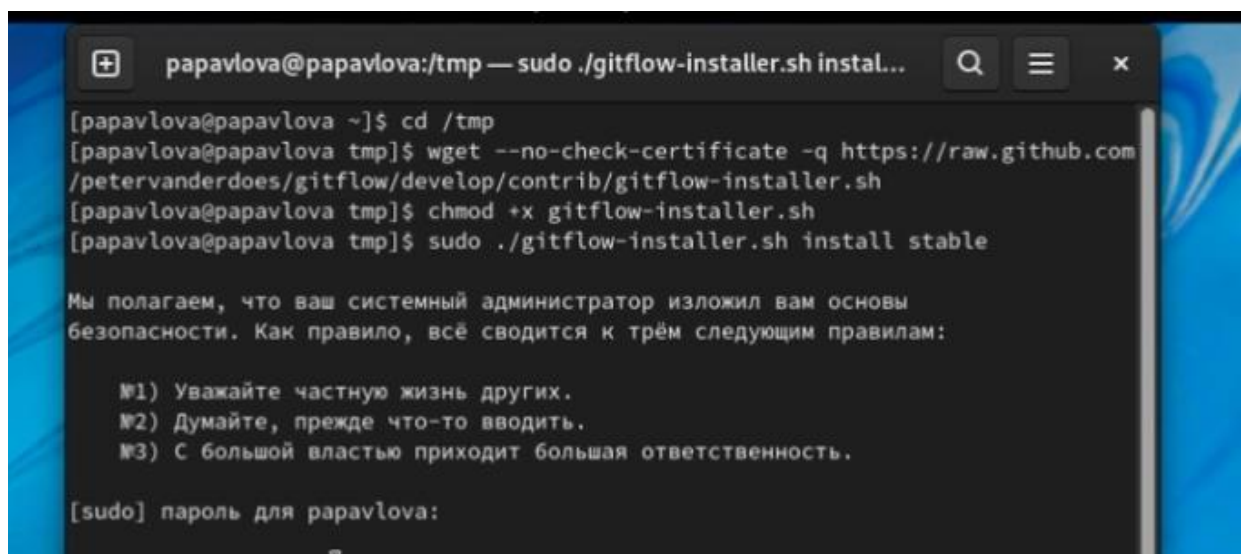 papavlova@papavlova:/tmp — sudo ./gitflow-installer.sh instal...
[papavlova@papavlova ~]$ cd /tmp
[papavlova@papavlova tmp]$ wget --no-check-certificate -q https://raw.github.com
/petervanderdoes/gitflow/develop/contrib/gitflow-installer.sh
[papavlova@papavlova tmp]$ chmod +x gitflow-installer.sh
[papavlova@papavlova tmp]$ sudo ./gitflow-installer.sh install stable
Мы полагаем, что ваш системный администратор изложил вам основы
безопасности. Как правило, всё сводится к трём следующим правилам:
№1) Уважайте частную жизнь других.
№2) Думайте, прежде что-то вводить.
№3) С большой властью приходит большая ответственность.
[sudo] пароль для papavlova: